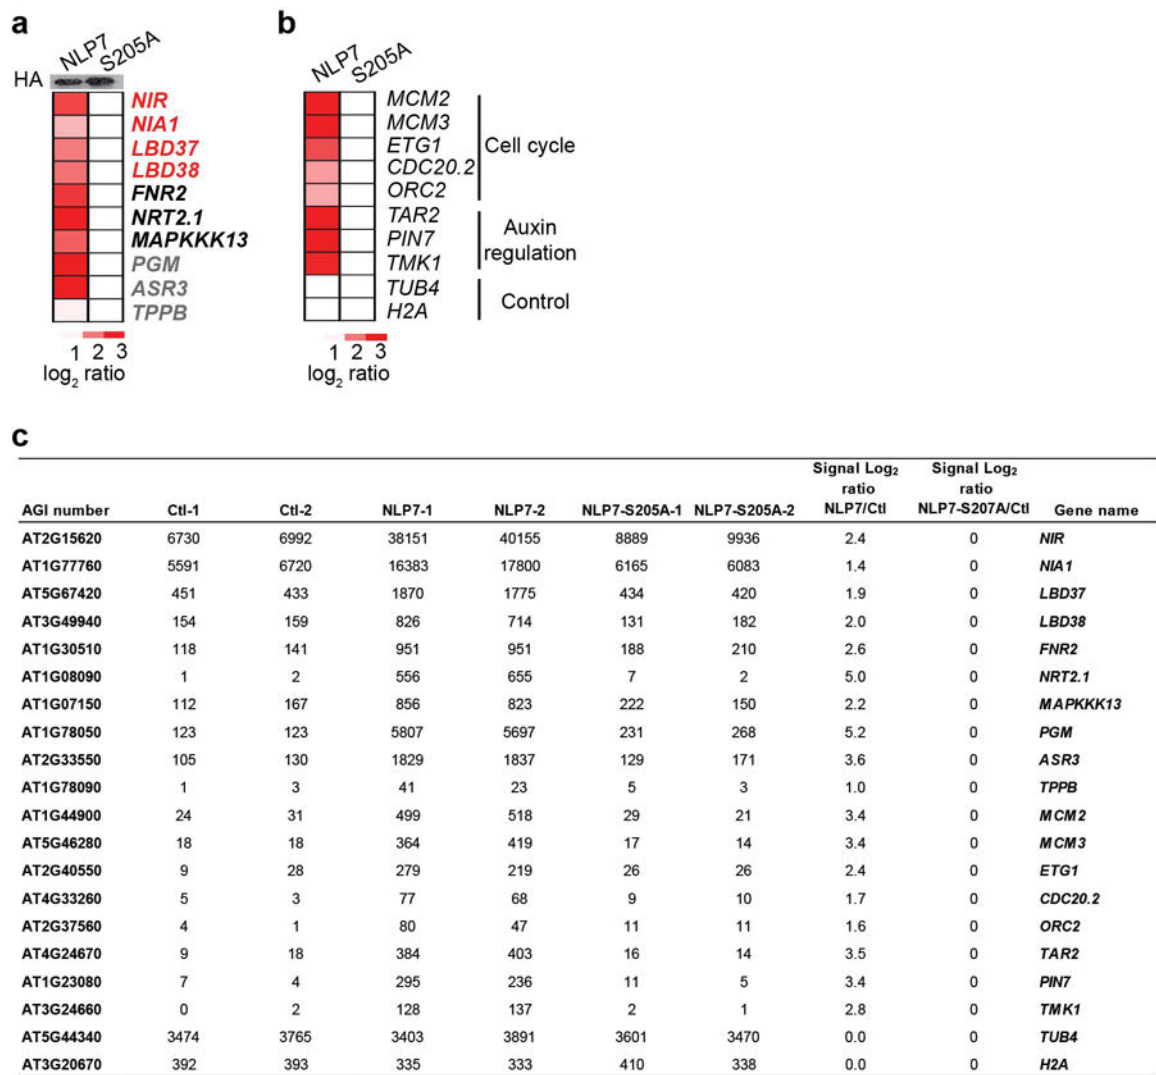 a
NLP7 S205A
HA
NIR
NIA1
LBD37
LBD38
FNR2
NRT2.1
MAPKKK13
PGM
ASR3
TPPB
1 2 3
log2 ratio
b
NLP7 S205A
MCM2
MCM3
ETG1
CDC20.2
ORC2
Cell cycle
TAR2
PIN7
TMK1
Auxin
regulation
TUB4
H2A
Control
1 2 3
log2 ratio
c
AGI number Ctl-1 Ctl-2 NLP7-1 NLP7-2 NLP7-S205A-1 NLP7-S205A-2 Signal Log2 ratio NLP7/Ctl Signal Log2 ratio NLP7-S207A/Ctl Gene name
AT2G15620 6730 6992 38151 40155 8889 9936 2.4 0 NIR
AT1G77760 5591 6720 16383 17800 6165 6083 1.4 0 NIA1
AT5G67420 451 433 1870 1775 434 420 1.9 0 LBD37
AT3G49940 154 159 826 714 131 182 2.0 0 LBD38
AT1G30510 118 141 951 951 188 210 2.6 0 FNR2
AT1G08090 1 2 556 655 7 2 5.0 0 NRT2.1
AT1G07150 112 167 856 823 222 150 2.2 0 MAPKKK13
AT1G78050 123 123 5807 5697 231 268 5.2 0 PGM
AT2G33550 105 130 1829 1837 129 171 3.6 0 ASR3
AT1G78090 1 3 41 23 5 3 1.0 0 TPPB
AT1G44900 24 31 499 518 29 21 3.4 0 MCM2
AT5G46280 18 18 364 419 17 14 3.4 0 MCM3
AT2G40550 9 28 279 219 26 26 2.4 0 ETG1
AT4G33260 5 3 77 68 9 10 1.7 0 CDC20.2
AT2G37560 4 1 80 47 11 11 1.6 0 ORC2
AT4G24670 9 18 384 403 16 14 3.5 0 TAR2
AT1G23080 7 4 295 236 11 5 3.4 0 PIN7
AT3G24660 0 2 128 137 2 1 2.8 0 TMK1
AT5G44340 3474 3765 3403 3891 3601 3470 0.0 0 TUB4
AT3G20670 392 393 335 333 410 338 0.0 0 H2A